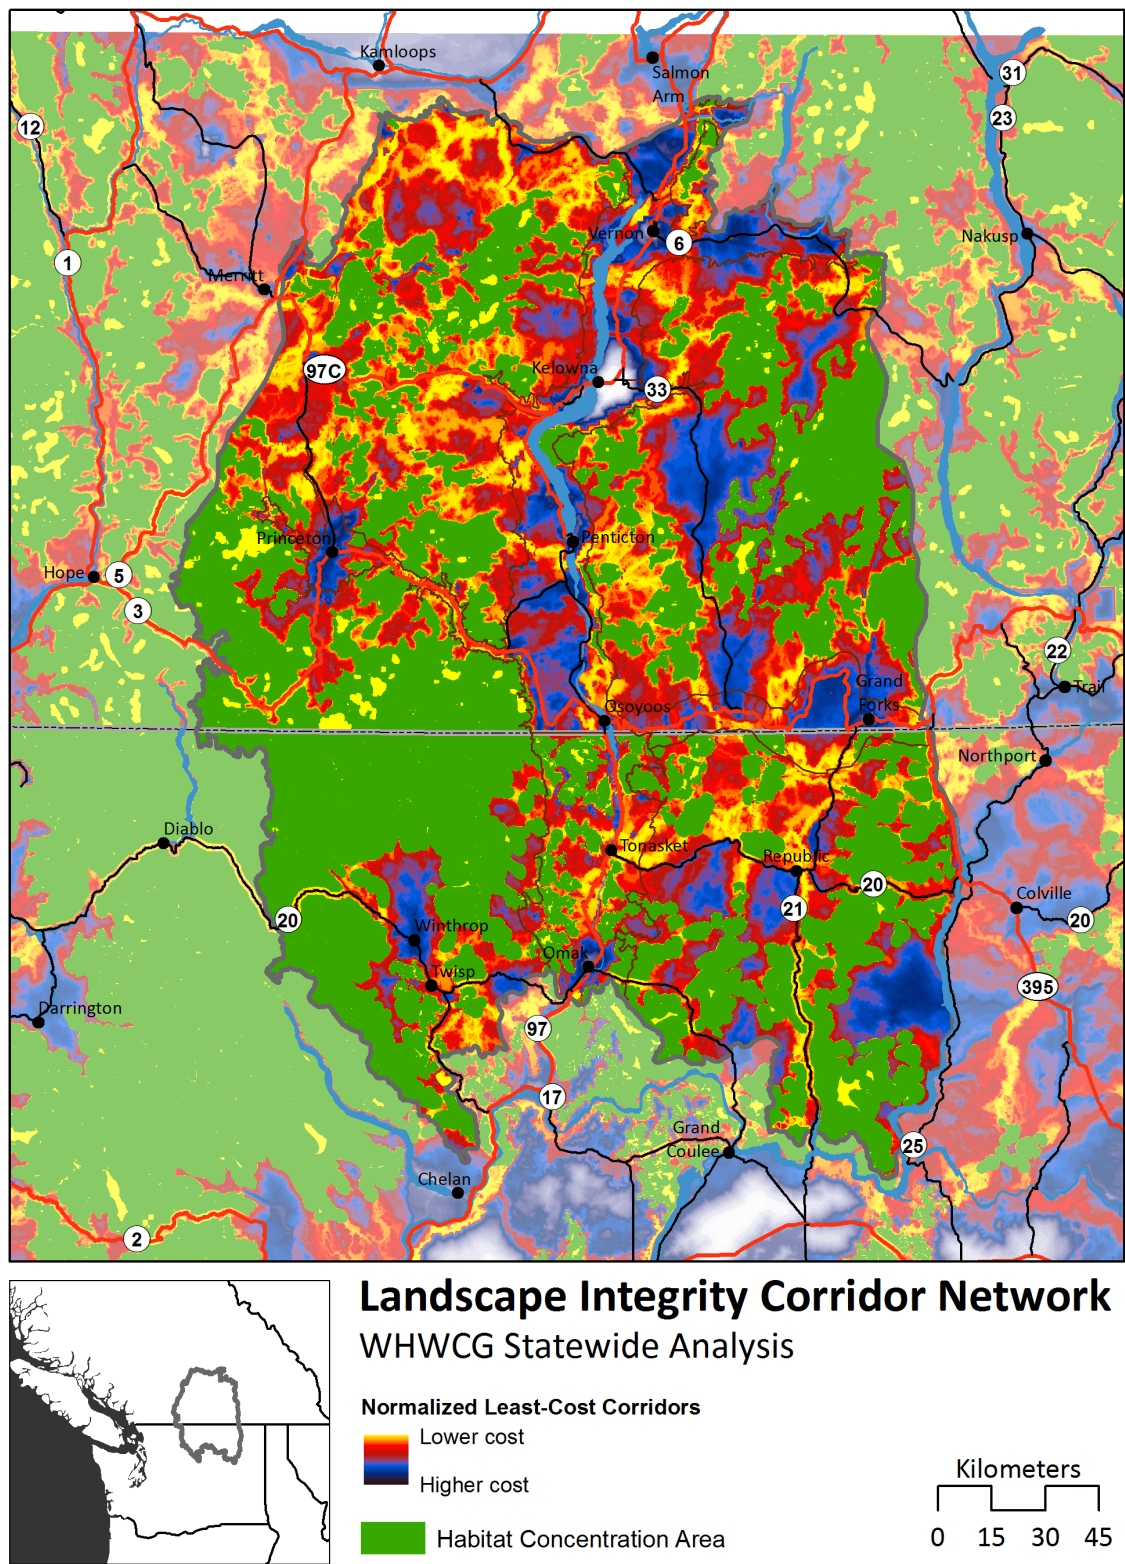 Kamloops
Salmon
Arm
31
23
12
Vernon
6
Nakusp
1
Merritt
97C
Kelowna
33
Princeton
Penticton
Hope
5
3
22
Trail
Grand
Forks
Osoyoos
Northport
Diablo
Tonasket
Republic
20
21
Colville
20
20
Winthrop
Omak
Twisp
395
Darrington
97
17
Grand
Coulee
25
Chelan
2
Landscape Integrity Corridor Network
WHWCG Statewide Analysis
Normalized Least-Cost Corridors
Lower cost
Higher cost
Habitat Concentration Area
Kilometers
0 15 30 45